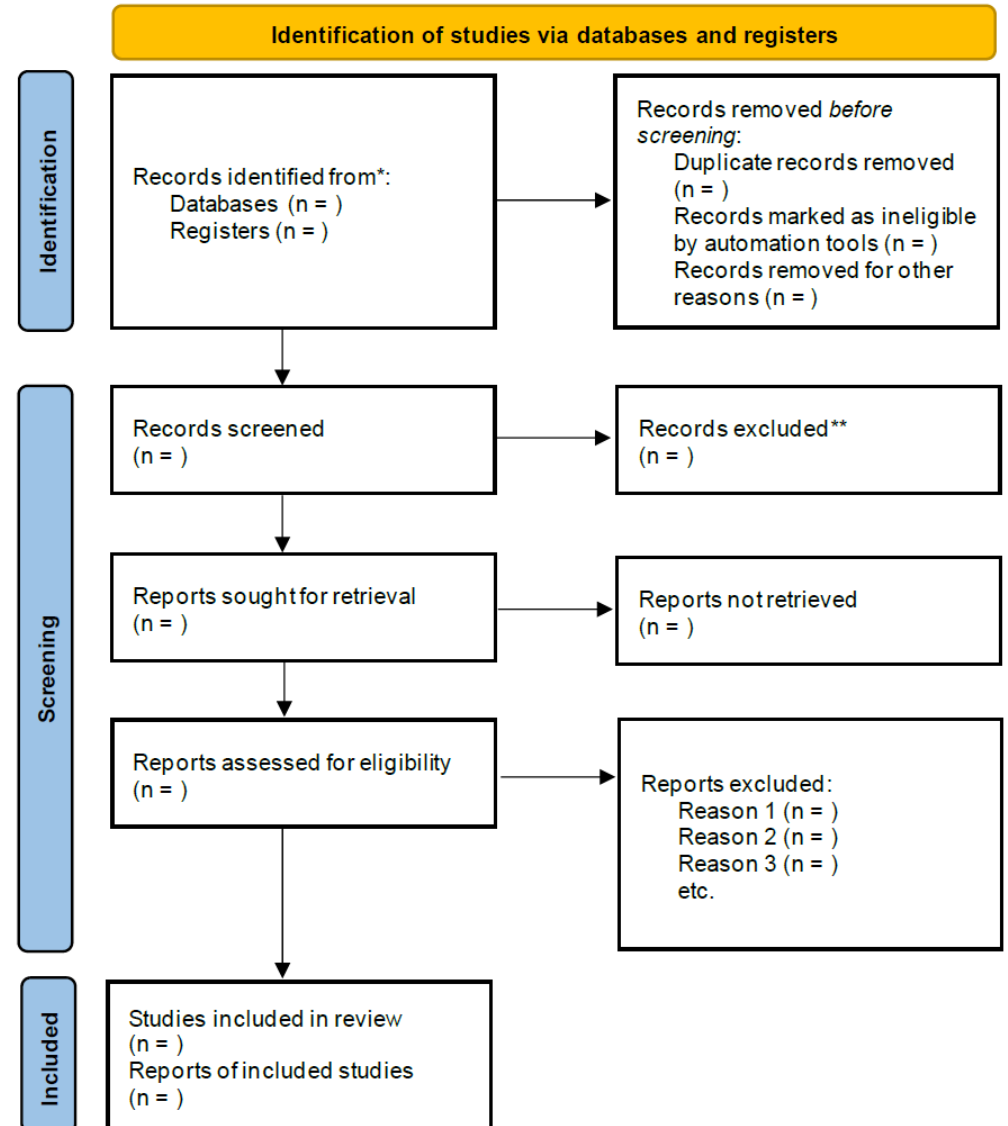 Identification of studies via databases and registers
Identification
Records identified from*:
Databases (n = )
Registers (n = )
Records removed before
screening:
Duplicate records removed
(n = )
Records marked as ineligible
by automation tools (n = )
Records removed for other
reasons (n = )
Screening
Records screened
(n = )
Records excluded**
(n = )
Reports sought for retrieval
(n = )
Reports not retrieved
(n = )
Reports assessed for eligibility
(n = )
Reports excluded:
Reason 1 (n = )
Reason 2 (n = )
Reason 3 (n = )
etc.
Included
Studies included in review
(n = )
Reports of included studies
(n = )